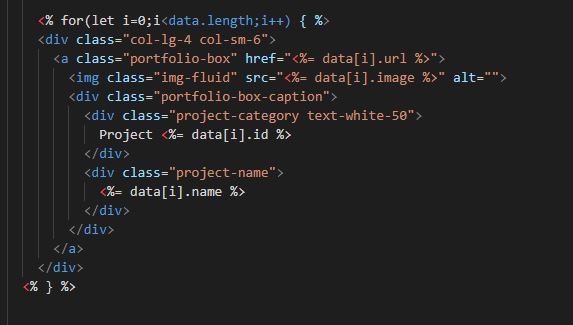 <% for(let i=0;i<data.length;i++) { %>
<div class="col-lg-4 col-sm-6">
<a class="portfolio-box" href="<%= data[i].url %>">
<img class="img-fluid" src="<%= data[i].image %>" alt="">
<div class="portfolio-box-caption">
<div class="project-category text-white-50">
Project <%= data[i].id %>
</div>
<div class="project-name">
<%= data[i].name %>
</div>
</div>
</a>
</div>
<% } %>